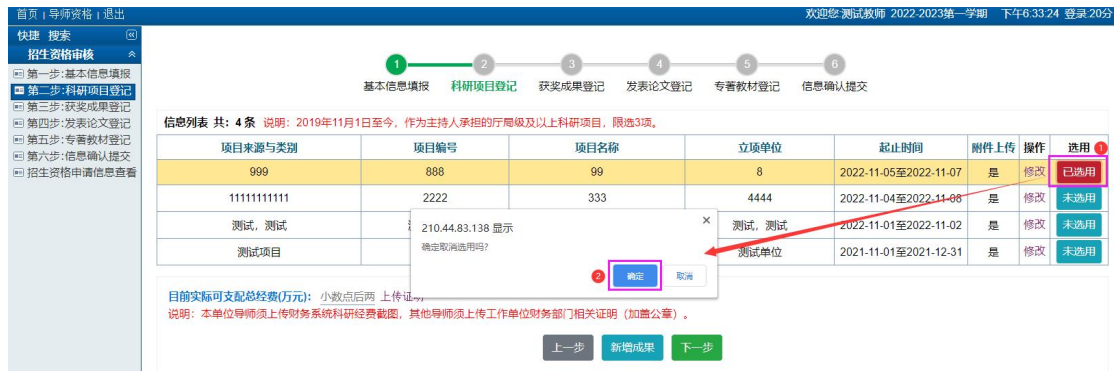 首页 | 导师资格 | 退出
欢迎您:测试教师 2022-2023第一学期 下午6:33:24 登录:20分
快捷 搜索
招生资格审核
第一步:基本信息填报
第二步:科研项目登记
第三步:获奖成果登记
第四步:发表论文登记
第五步:专著教材登记
第六步:信息确认提交
招生资格申请信息查看
1 2 3 4 5 6
基本信息填报 科研项目登记 获奖成果登记 发表论文登记 专著教材登记 信息确认提交
信息列表 共: 4 条 说明: 2019年11月1日至今, 作为主持人承担的厅局级及以上科研项目, 限选3项。
项目来源与类别 项目编号 项目名称 立项单位 起止时间 附件上传 操作 选用 1
999 888 99 8 2022-11-05至2022-11-07 是 修改 已选用
11111111111 2222 333 4444 2022-11-04至2022-11-08 是 修改 未选用
测试, 测试 测试, 测试 2022-11-01至2022-11-02 是 修改 未选用
测试项目 测试单位 2021-11-01至2021-12-31 是 修改 未选用
210.44.83.138 显示
确定取消选用吗?
2 确定 取消
目前实际可支配总经费(万元): 小数点后两 上传证明
说明: 本单位导师须上传财务系统科研经费截图, 其他导师须上传工作单位财务部门相关证明 (加盖公章) 。
上一步 新增成果 下一步